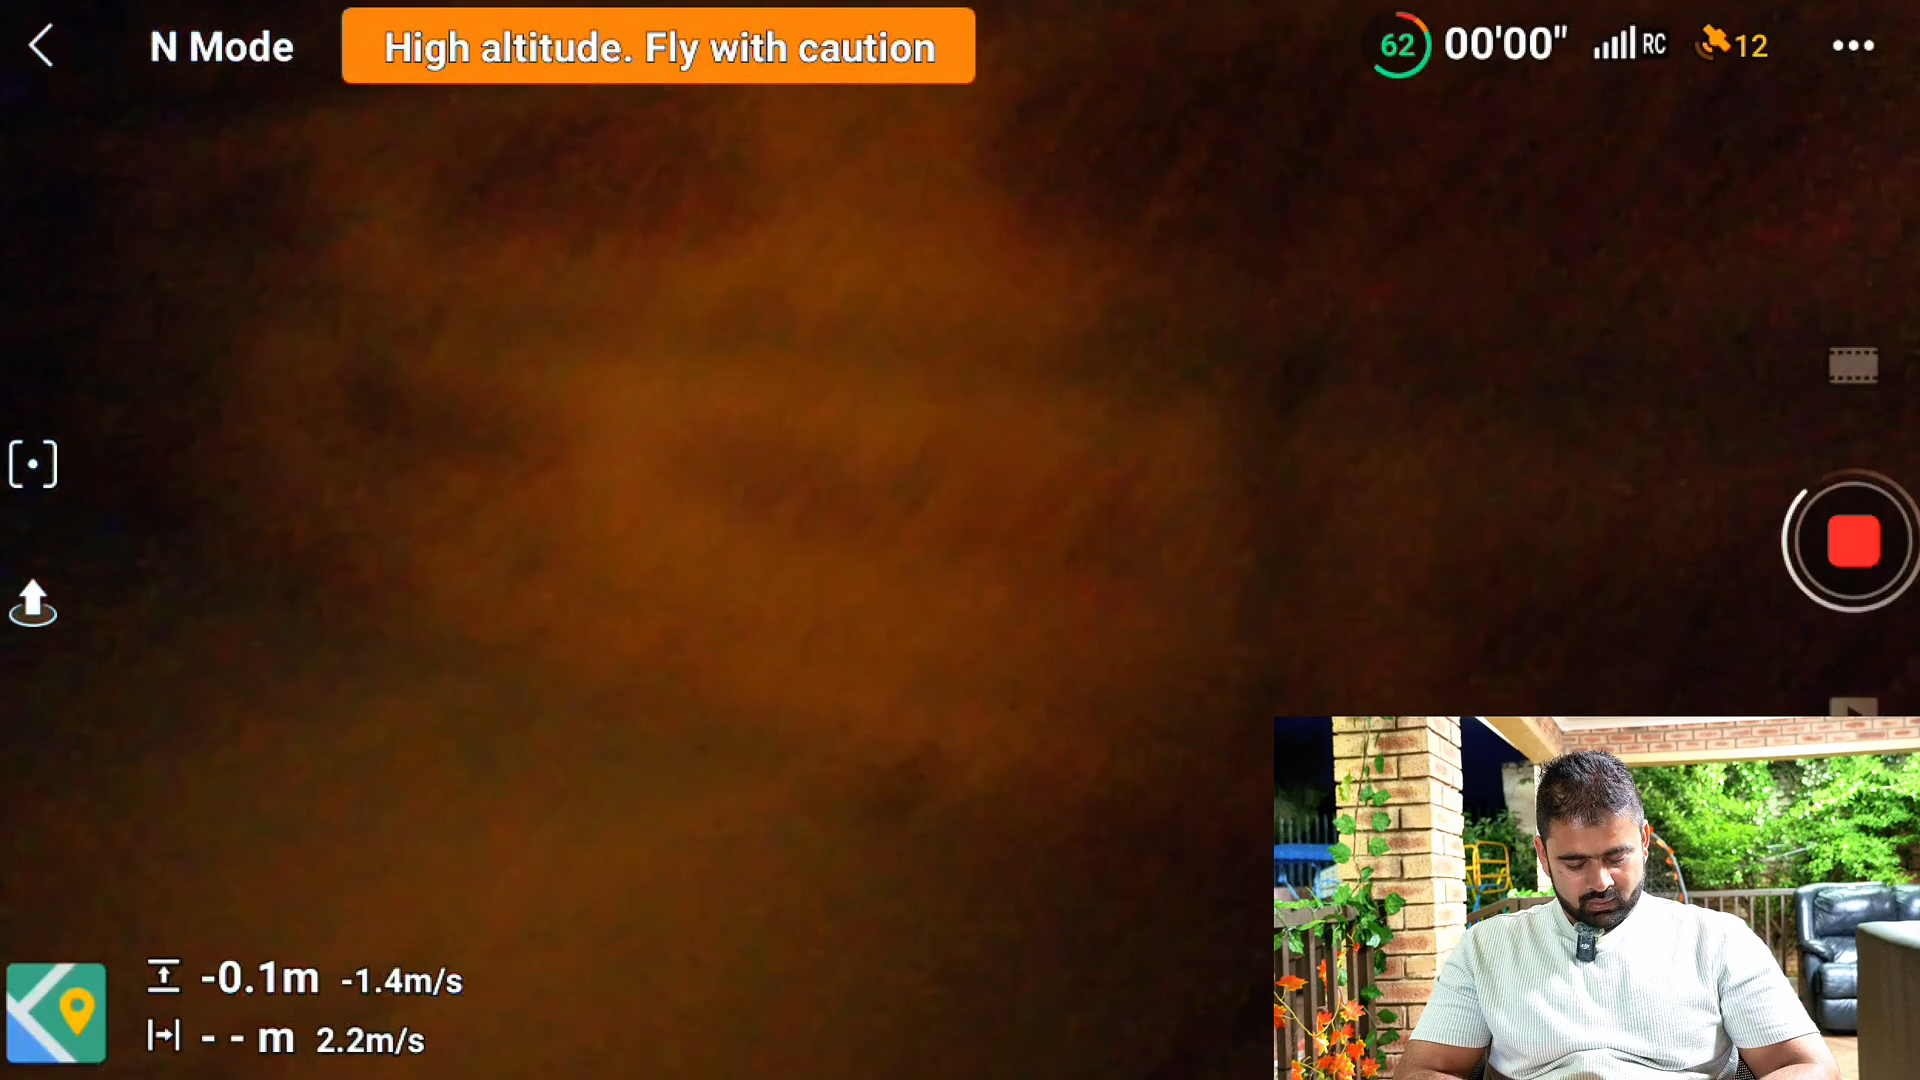 N Mode
High altitude. Fly with caution
62
00'00"
RC
12
-0.1m -1.4m/s
- - m 2.2m/s